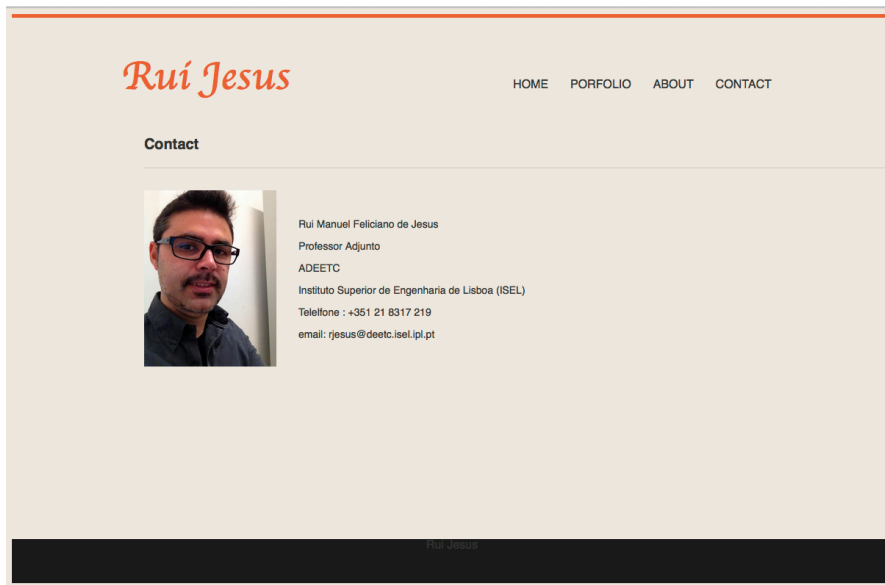 Rui Jesus
HOME PORFOLIO ABOUT CONTACT
Contact
Rui Manuel Feliciano de Jesus
Professor Adjunto
ADEETC
Instituto Superior de Engenharia de Lisboa (ISEL)
Telelfone : +351 21 8317 219
email: rjesus@deetc.isel.ipl.pt
Rui Jesus